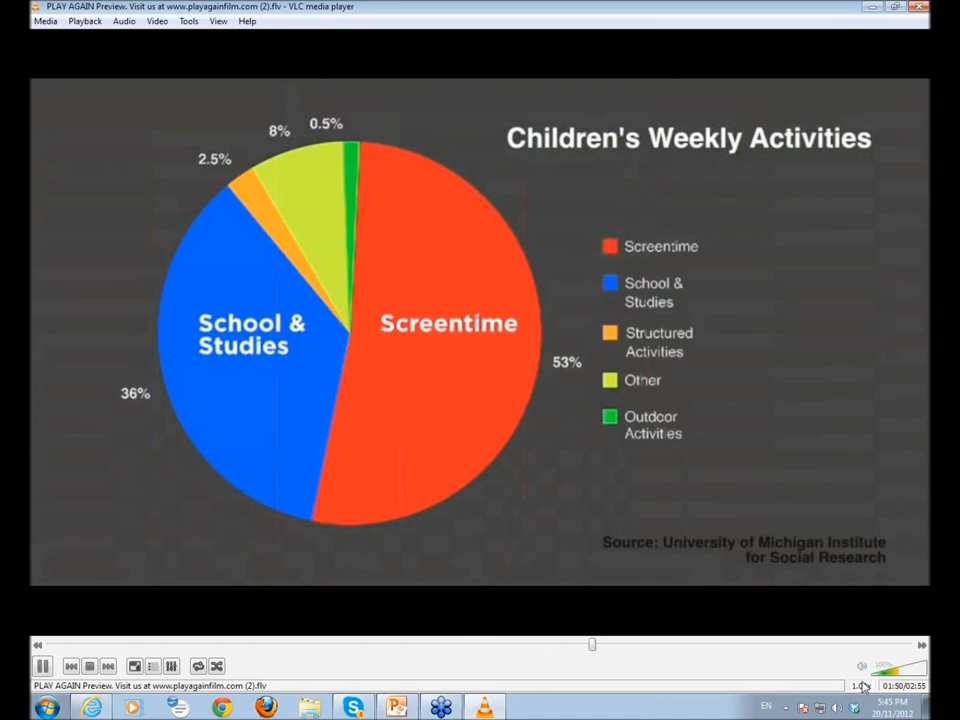 PLAY AGAIN Preview. Visit us at www.playagainfilm.com (2).flv - VLC media player
Media Playback Audio Video Tools View Help
Children's Weekly Activities
0.5%
8%
2.5%
53%
36%
School &
Studies
Screentime
Screentime
School &
Studies
Structured
Activities
Other
Outdoor
Activities
Source: University of Michigan Institute
for Social Research
100%
PLAY AGAIN Preview. Visit us at www.playagainfilm.com (2).flv
01:50/02:55
EN
5:45 PM
20/11/2012